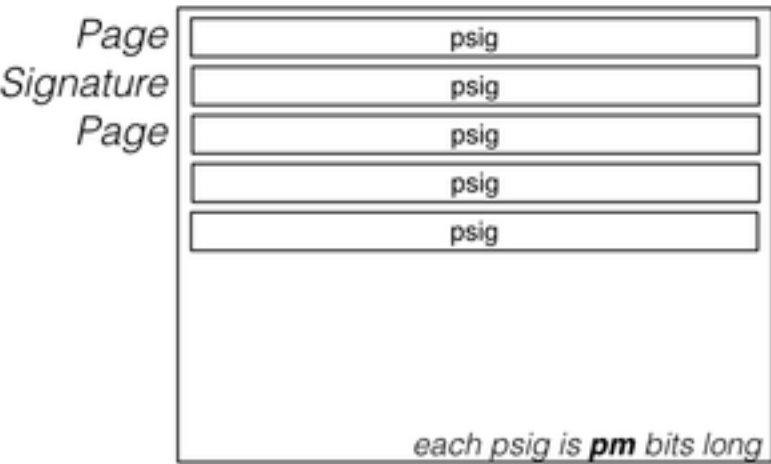 Page
Signature
Page
psig
psig
psig
psig
psig
each psig is pm bits long